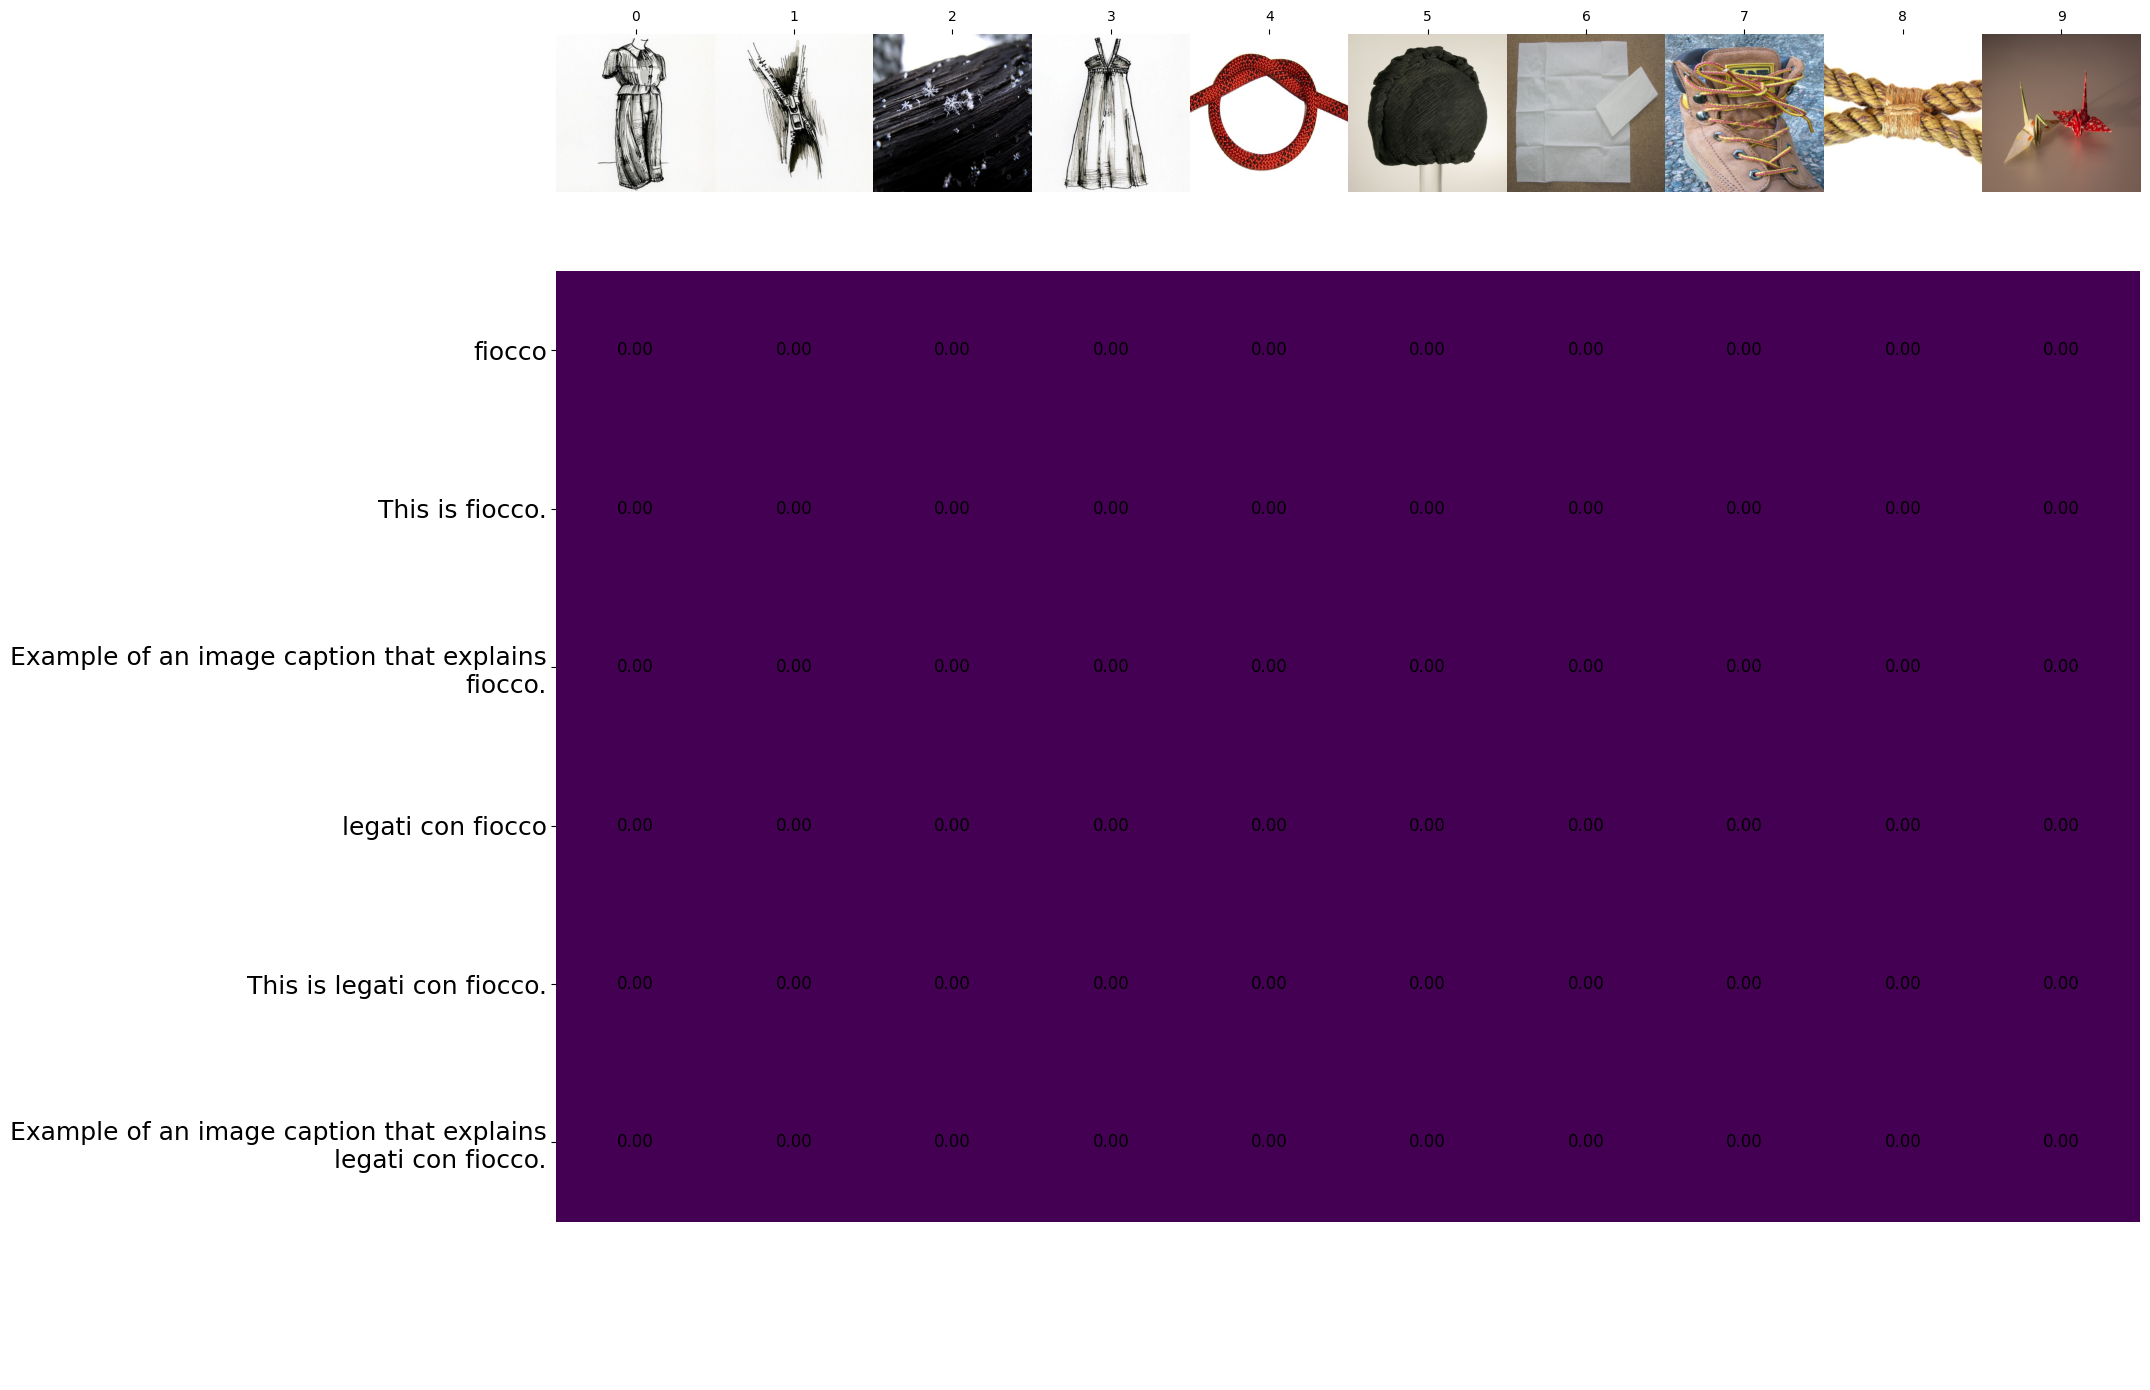 0 1 2 3 4 5 6 7 8 9
fiocco 0.00 0.00 0.00 0.00 0.00 0.00 0.00 0.00 0.00 0.00
This is fiocco. 0.00 0.00 0.00 0.00 0.00 0.00 0.00 0.00 0.00 0.00
Example of an image caption that explains
fiocco. 0.00 0.00 0.00 0.00 0.00 0.00 0.00 0.00 0.00 0.00
legati con fiocco 0.00 0.00 0.00 0.00 0.00 0.00 0.00 0.00 0.00 0.00
This is legati con fiocco. 0.00 0.00 0.00 0.00 0.00 0.00 0.00 0.00 0.00 0.00
Example of an image caption that explains
legati con fiocco. 0.00 0.00 0.00 0.00 0.00 0.00 0.00 0.00 0.00 0.00